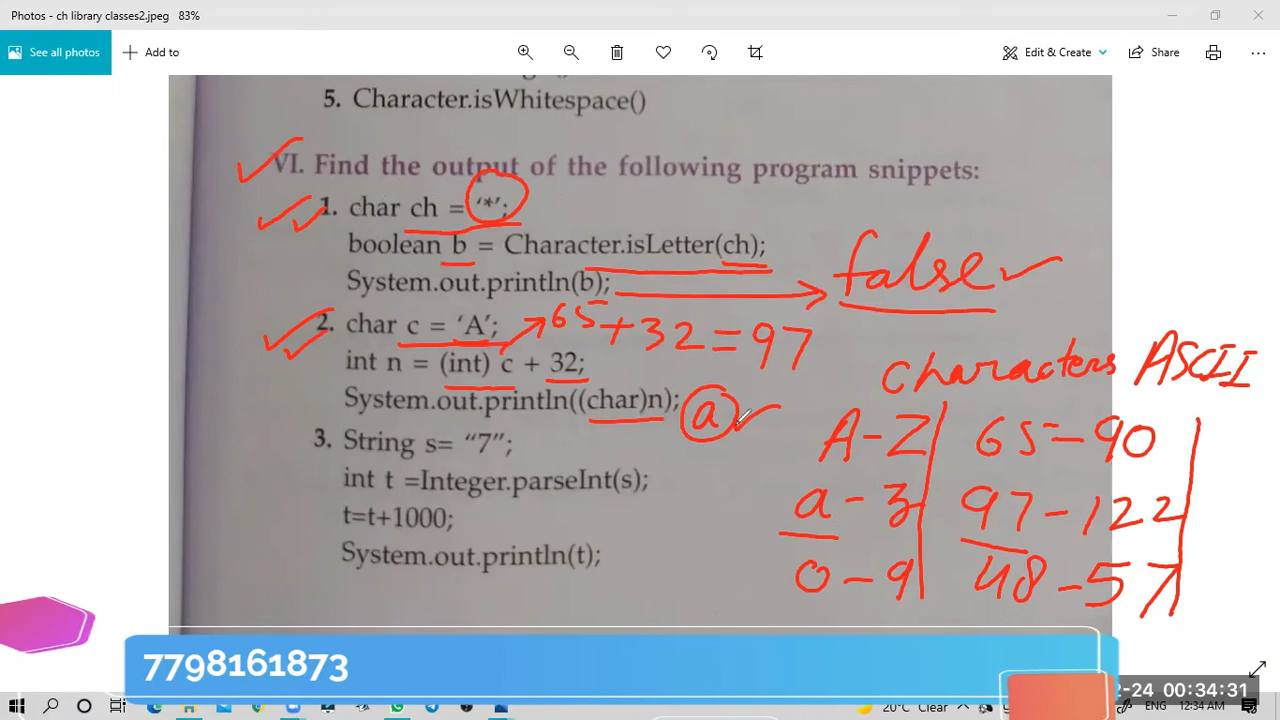 Photos - ch library classes2.jpeg 83%
See all photos
Add to
Edit & Create
Share
5. Character.isWhitespace()
VI. Find the output of the following program snippets:
1. char ch = '*';
boolean b = Character.isLetter(ch);
System.out.println(b);
false
2. char c = 'A';
65+32=97
int n = (int) c + 32;
System.out.println((char)n);
a
3. String s= "7";
int t =Integer.parseInt(s);
t=t+1000;
System.out.println(t);
characters ASCII
A-Z 65-90
a-z 97-122
0-9 48-57
7798161873
-24 00:34:31
20°C Clear
ENG
12:34 AM